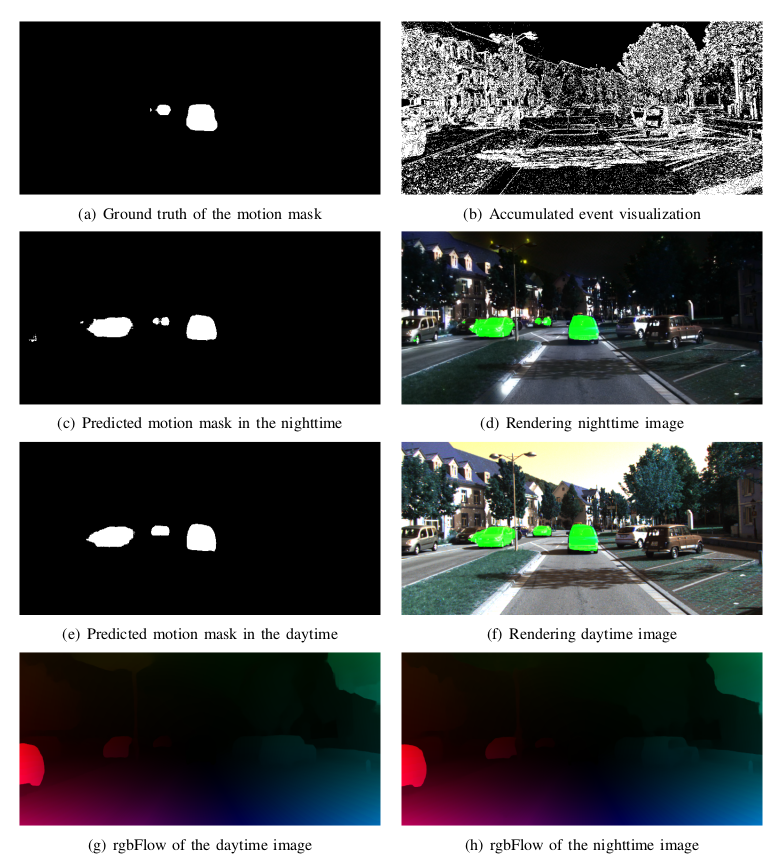 (a) Ground truth of the motion mask
(b) Accumulated event visualization
(c) Predicted motion mask in the nighttime
(d) Rendering nighttime image
(e) Predicted motion mask in the daytime
(f) Rendering daytime image
(g) rgbFlow of the daytime image
(h) rgbFlow of the nighttime image